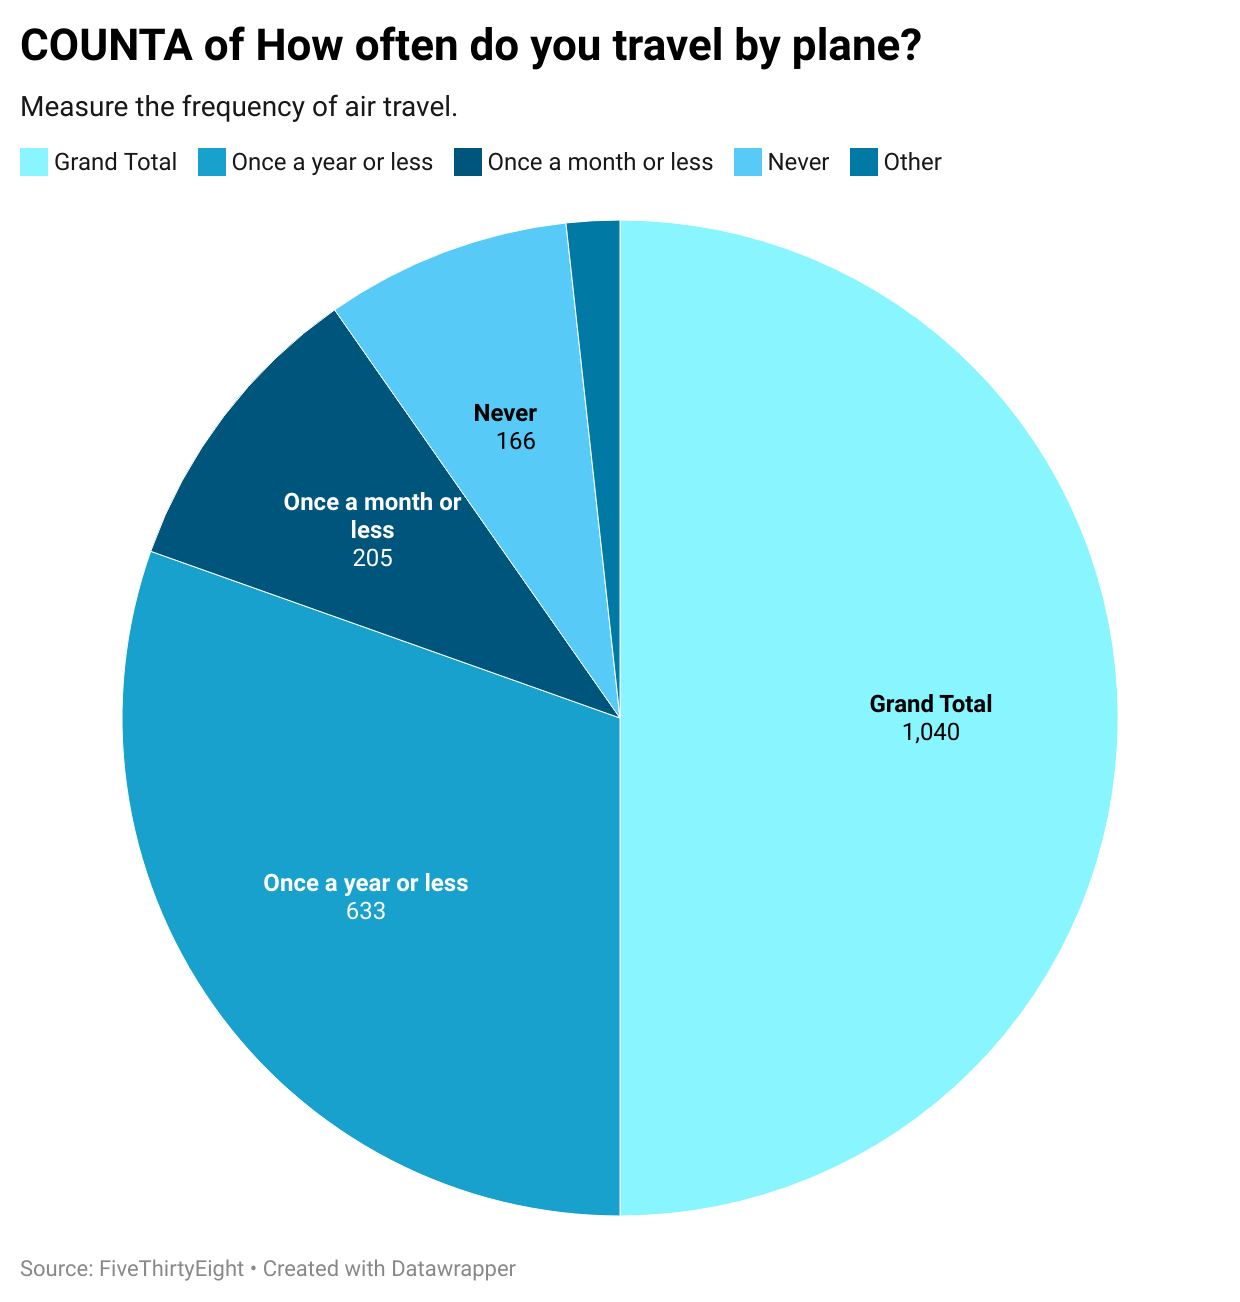 COUNTA of How often do you travel by plane?
Measure the frequency of air travel.
Grand Total Once a year or less Once a month or less Never Other
Never
166
Once a month or
less
205
Grand Total
1,040
Once a year or less
633
Source: FiveThirtyEight • Created with Datawrapper